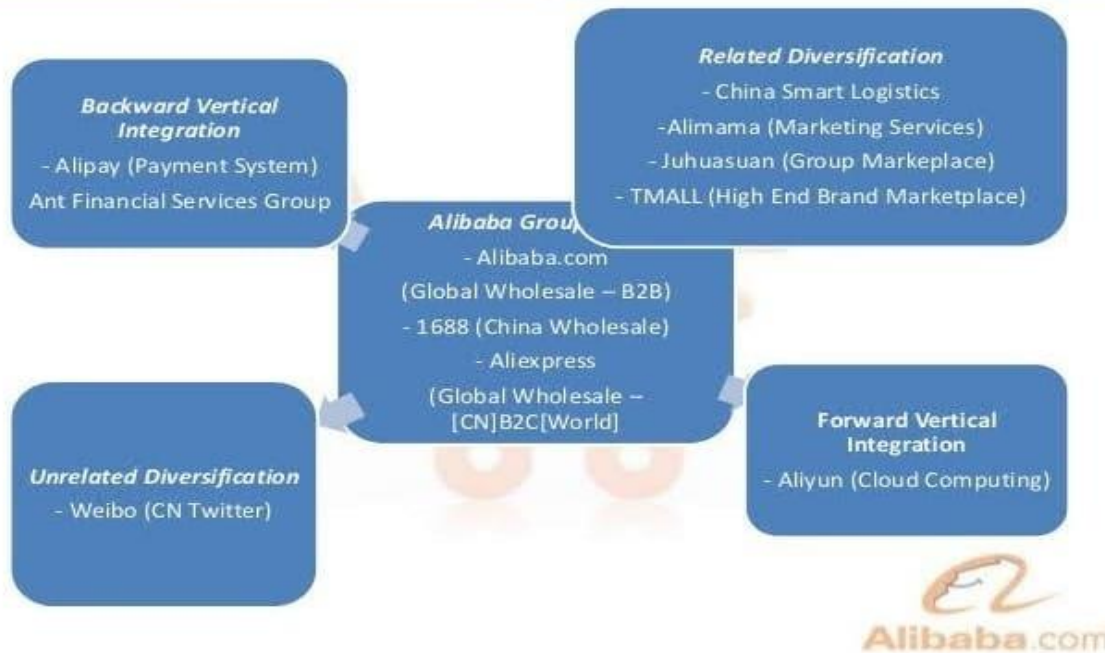 Backward Vertical
Integration
- Alipay (Payment System)
Ant Financial Services Group
Related Diversification
- China Smart Logistics
-Alimama (Marketing Services)
- Juhuasuan (Group Markeplace)
- TMALL (High End Brand Marketplace)
Alibaba Group
- Alibaba.com
(Global Wholesale – B2B)
- 1688 (China Wholesale)
- Aliexpress
(Global Wholesale –
[CN]B2C[World]
Unrelated Diversification
- Weibo (CN Twitter)
Forward Vertical
Integration
- Aliyun (Cloud Computing)
Alibaba.com